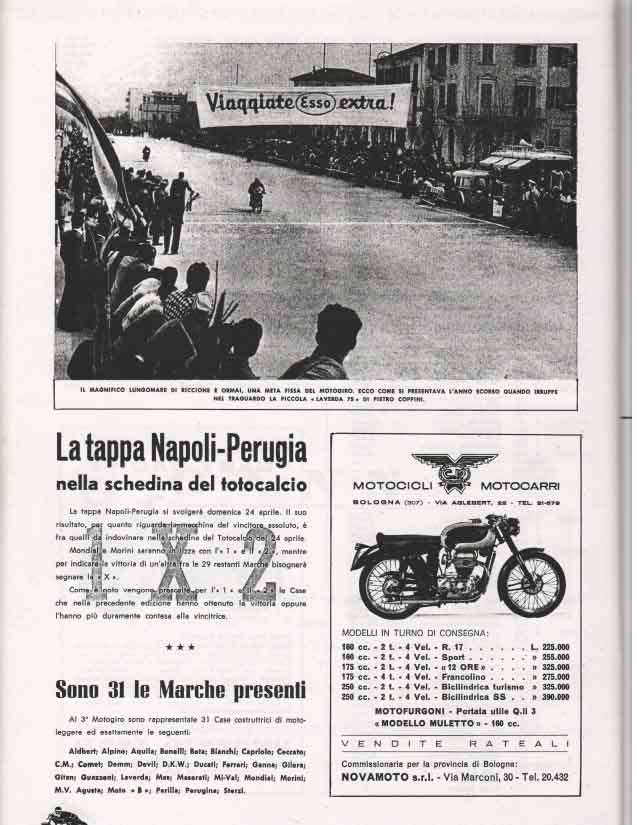 Viaggiate Esso extra!
IL MAGNIFICO LUNGOMARE DI RICCIONE E ORMAI, UNA META FISSA DEL MOTOGIRO. ECCO COME SI PRESENTAVA L'ANNO SCORSO QUANDO IRRUPPE
NEL TRAGUARDO LA PICCOLA « LAVERDA 75 » DI PIETRO COPPINI.
La tappa Napoli-Perugia
nella schedina del totocalcio
La tappa Napoli-Perugia si svolgerà domenica 24 aprile. Il suo
risultato, per quanto riguarda la macchina del vincitore assoluto, è
fra quelli da indovinare nella schedina del Totocalcio del 24 aprile.
Mondial e Morini saranno in lizza con l'« 1 » e il « 2 », mentre
per indicare la vittoria di un'altra fra le 29 restanti Marche bisognerà
segnare la « X ».
Come è noto vengono prescelte per l'« 1 » e il « 2 » le Case
che nella precedente edizione hanno ottenuto la vittoria oppure
l'hanno più duramente contesa alla vincitrice.
1 X 2
★ ★ ★
Sono 31 le Marche presenti
Al 3° Motogiro sono rappresentate 31 Case costruttrici di moto-
leggere ed esattamente le seguenti:
Aldbert; Alpino; Aquila; Benelli; Beta; Bianchi; Capriolo; Ceccato;
C.M.; Comet; Demm; Devil; D.K.W.; Ducati; Ferrari; Ganna; Gilera;
Gitan; Guazzoni; Laverda; Mas; Maserati; Mi-Val; Mondial; Morini;
M.V. Agusta; Moto « B »; Parilla; Perugina; Sterzi.
MOTOCICLI MOTOCARRI
BOLOGNA (307) - VIA AGLEBERT, 22 - TEL. 21-579
MODELLI IN TURNO DI CONSEGNA:
160 cc. - 2 t. - 4 Vel. - R. 17 . . . . . . L. 225.000
160 cc. - 2 t. - 4 Vel. - Sport . . . . . . » 255.000
175 cc. - 2 t. - 4 Vel. - « 12 ORE » . . . . » 325.000
175 cc. - 4 t. - 4 Vel. - Francolino . . . . » 275.000
250 cc. - 2 t. - 4 Vel. - Bicilindrica turismo » 325.000
250 cc. - 2 t. - 4 Vel. - Bicilindrica SS . . » 390.000
MOTOFURGONI - Portata utile Q.li 3
« MODELLO MULETTO » - 160 cc.
VENDITE RATEALI
Commissionaria per la provincia di Bologna:
NOVAMOTO s.r.l. - Via Marconi, 30 - Tel. 20.432